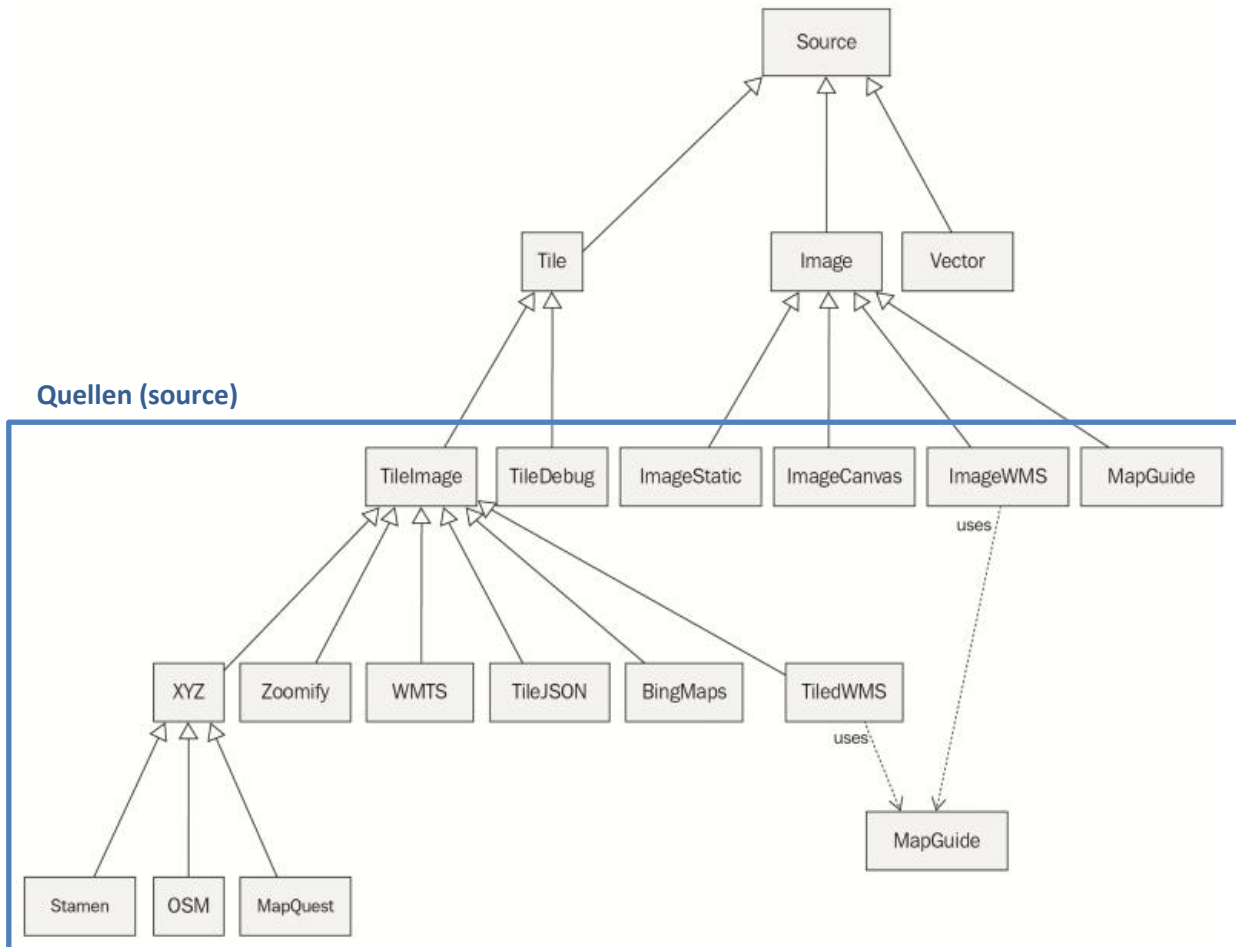 Source
Tile
Image
Vector
Quellen (source)
TileImage
TileDebug
ImageStatic
ImageCanvas
ImageWMS
MapGuide
uses
XYZ
Zoomify
WMTS
TileJSON
BingMaps
TiledWMS
uses
MapGuide
Stamen
OSM
MapQuest